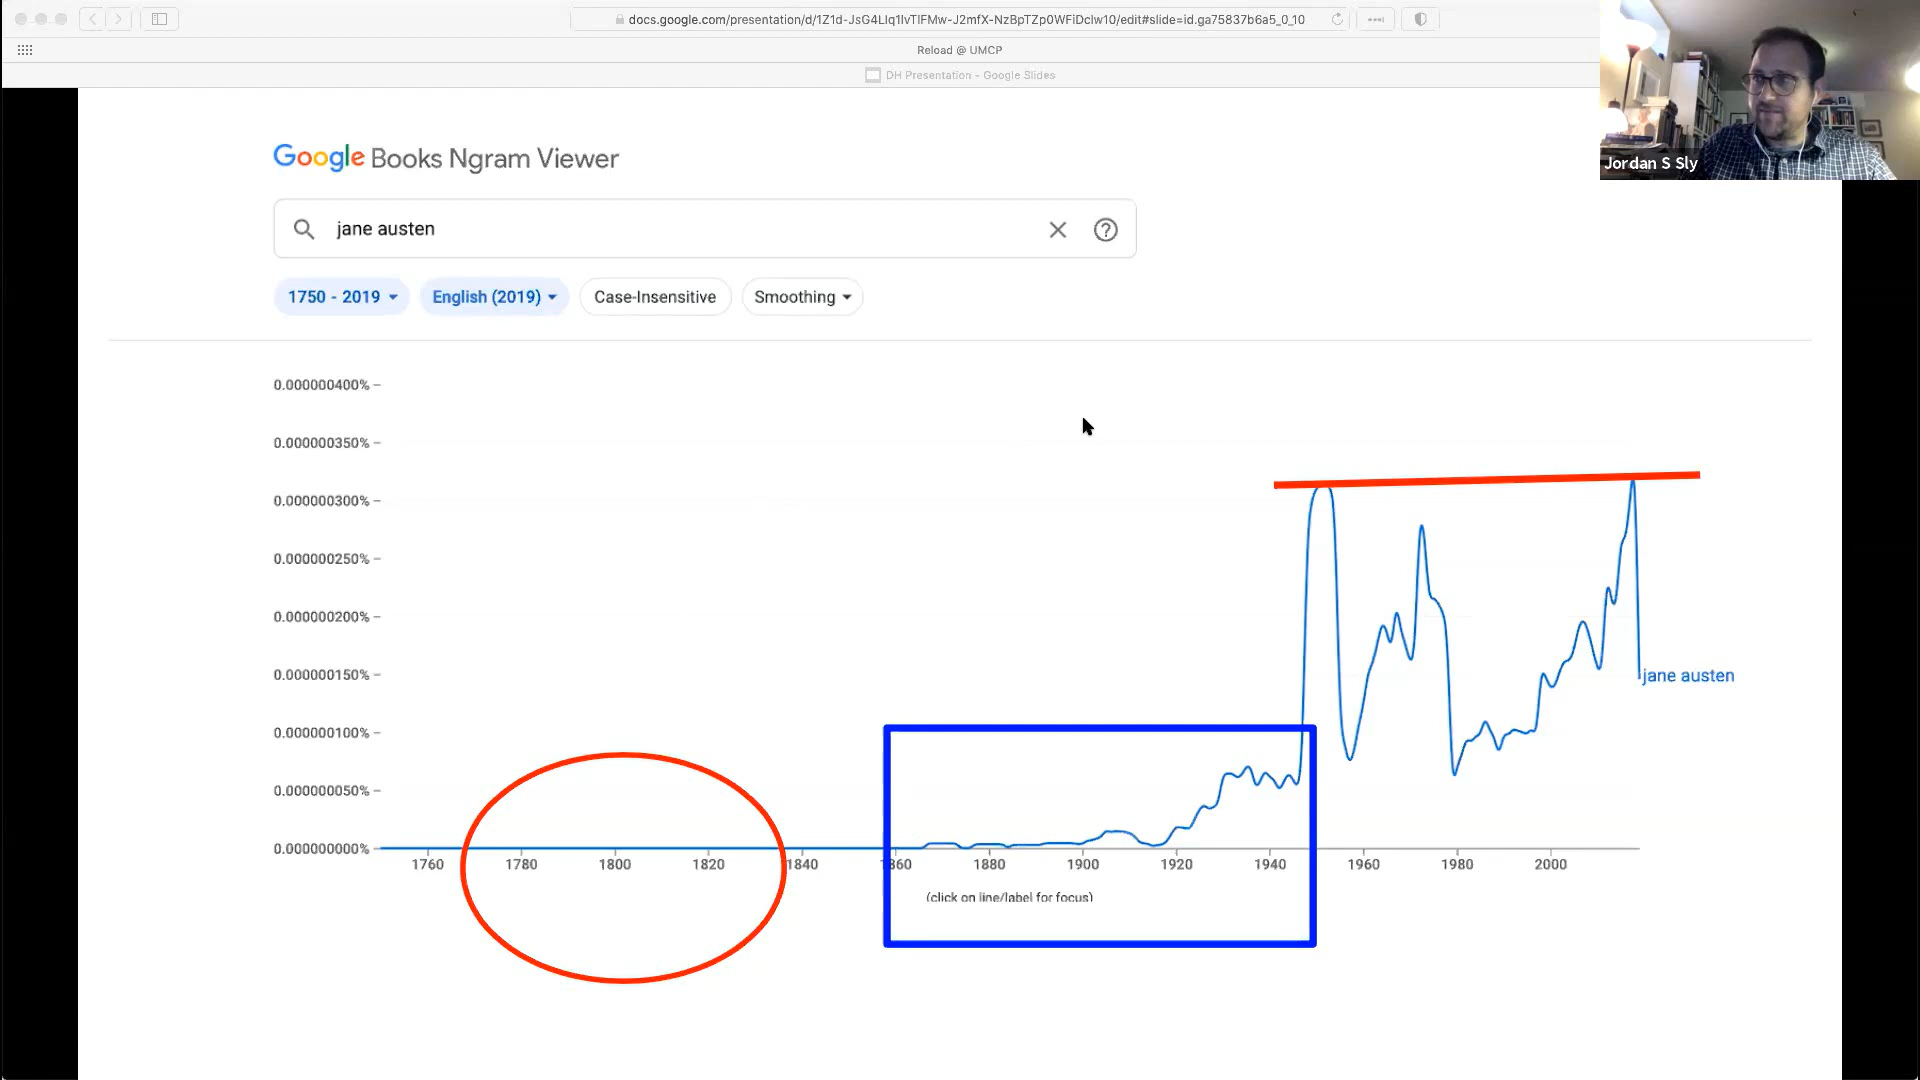 docs.google.com/presentation/d/1Z1d-JsG4LIq1IvTIFMw-J2mfX-NzBpTZp0WFiDcIw10/edit#slide=id.ga75837b6a5_0_10
Reload @ UMCP
DH Presentation - Google Slides
Jordan S Sly
Google Books Ngram Viewer
jane austen
1750 - 2019
English (2019)
Case-Insensitive
Smoothing
0.000000400%
0.000000350%
0.000000300%
0.000000250%
0.000000200%
0.000000150%
jane austen
0.000000100%
0.000000050%
0.000000000%
1760 1780 1800 1820 1840 860 1880 1900 1920 1940 1960 1980 2000
(click on line/label for focus)